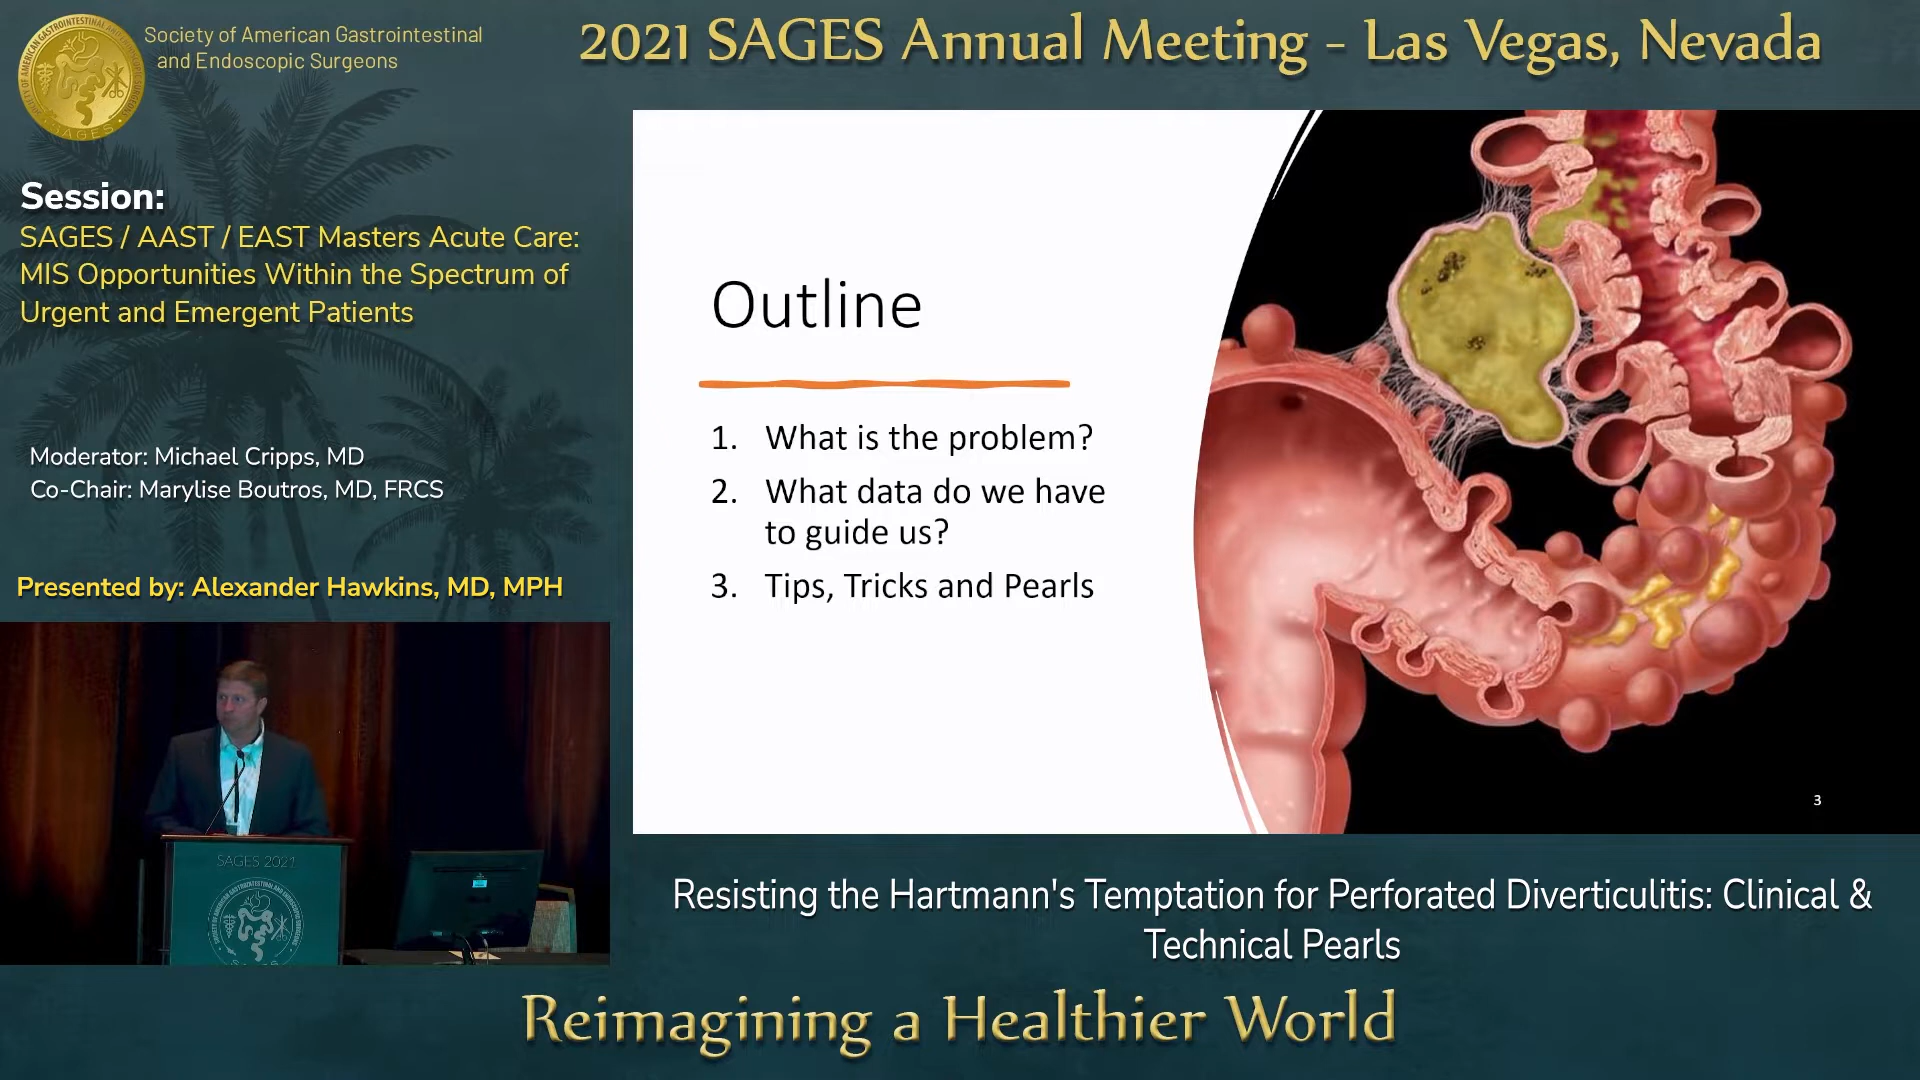 Society of American Gastrointestinal
and Endoscopic Surgeons
2021 SAGES Annual Meeting - Las Vegas, Nevada
SAGES
Session:
SAGES / AAST / EAST Masters Acute Care:
MIS Opportunities Within the Spectrum of
Urgent and Emergent Patients
Moderator: Michael Cripps, MD
Co-Chair: Marylise Boutros, MD, FRCS
Presented by: Alexander Hawkins, MD, MPH
SAGES 2021
Outline
1. What is the problem?
2. What data do we have
to guide us?
3. Tips, Tricks and Pearls
3
Resisting the Hartmann's Temptation for Perforated Diverticulitis: Clinical &
Technical Pearls
Reimagining a Healthier World